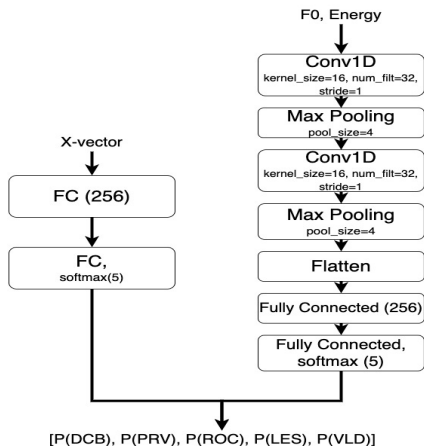 F0, Energy
Conv1D
kernel_size=16, num_filt=32,
stride=1
Max Pooling
pool_size=4
Conv1D
kernel_size=16, num_filt=32,
stride=1
Max Pooling
pool_size=4
Flatten
Fully Connected (256)
Fully Connected,
softmax (5)
X-vector
FC (256)
FC,
softmax(5)
[P(DCB), P(PRV), P(ROC), P(LES), P(VLD)]